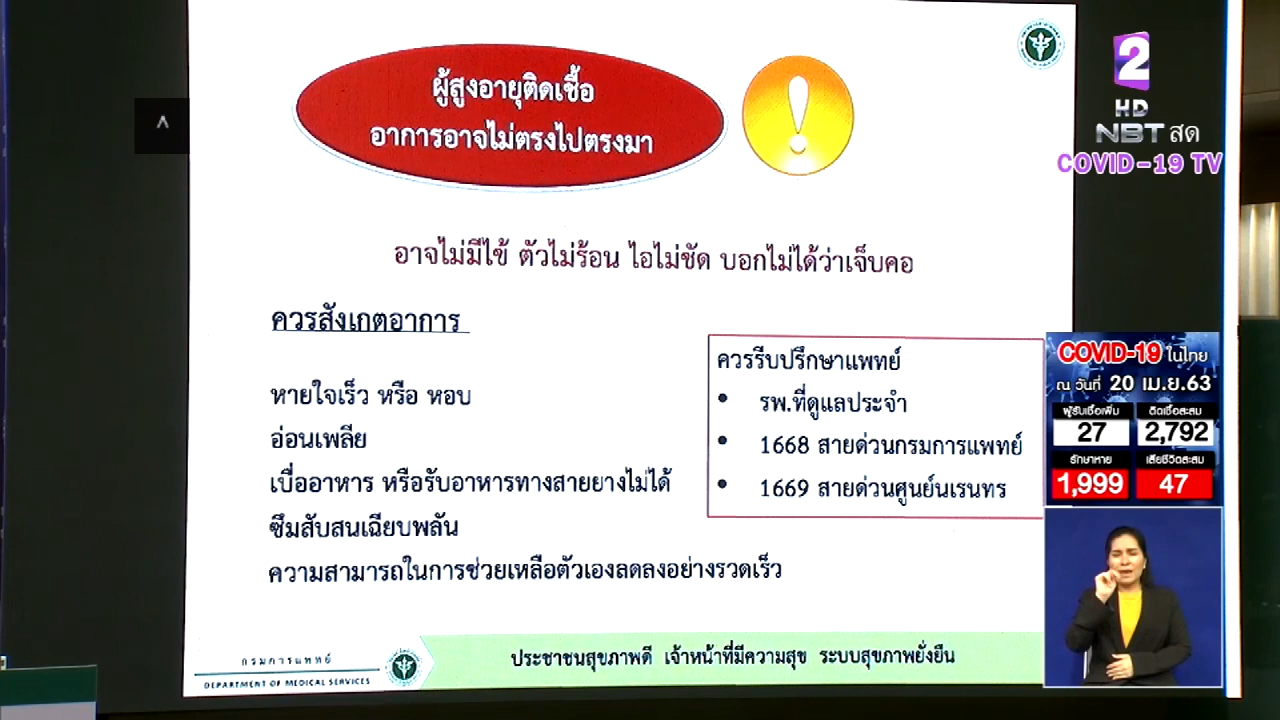 ผู้สูงอายุติดเชื้อ
อาการอาจไม่ตรงไปตรงมา
!
2
HD
NBT สด
COVID-19 TV
^
อาจไม่มีไข้ ตัวไม่ร้อน ไอไม่ชัด บอกไม่ได้ว่าเจ็บคอ
ควรสังเกตอาการ
หายใจเร็ว หรือ หอบ
อ่อนเพลีย
เบื่ออาหาร หรือรับอาหารทางสายยางไม่ได้
ซึมสับสนเฉียบพลัน
ความสามารถในการช่วยเหลือตัวเองลดลงอย่างรวดเร็ว
ควรรีบปรึกษาแพทย์
• รพ.ที่ดูแลประจำ
• 1668 สายด่วนกรมการแพทย์
• 1669 สายด่วนศูนย์นเรนทร
COVID-19 ในไทย
ณ วันที่ 20 เม.ย.63
ผู้รับเชื้อเพิ่ม ติดเชื้อสะสม
27 2,792
รักษาหาย เสียชีวิตสะสม
1,999 47
กรมการแพทย์
DEPARTMENT OF MEDICAL SERVICES
ประชาชนสุขภาพดี เจ้าหน้าที่มีความสุข ระบบสุขภาพยั่งยืน